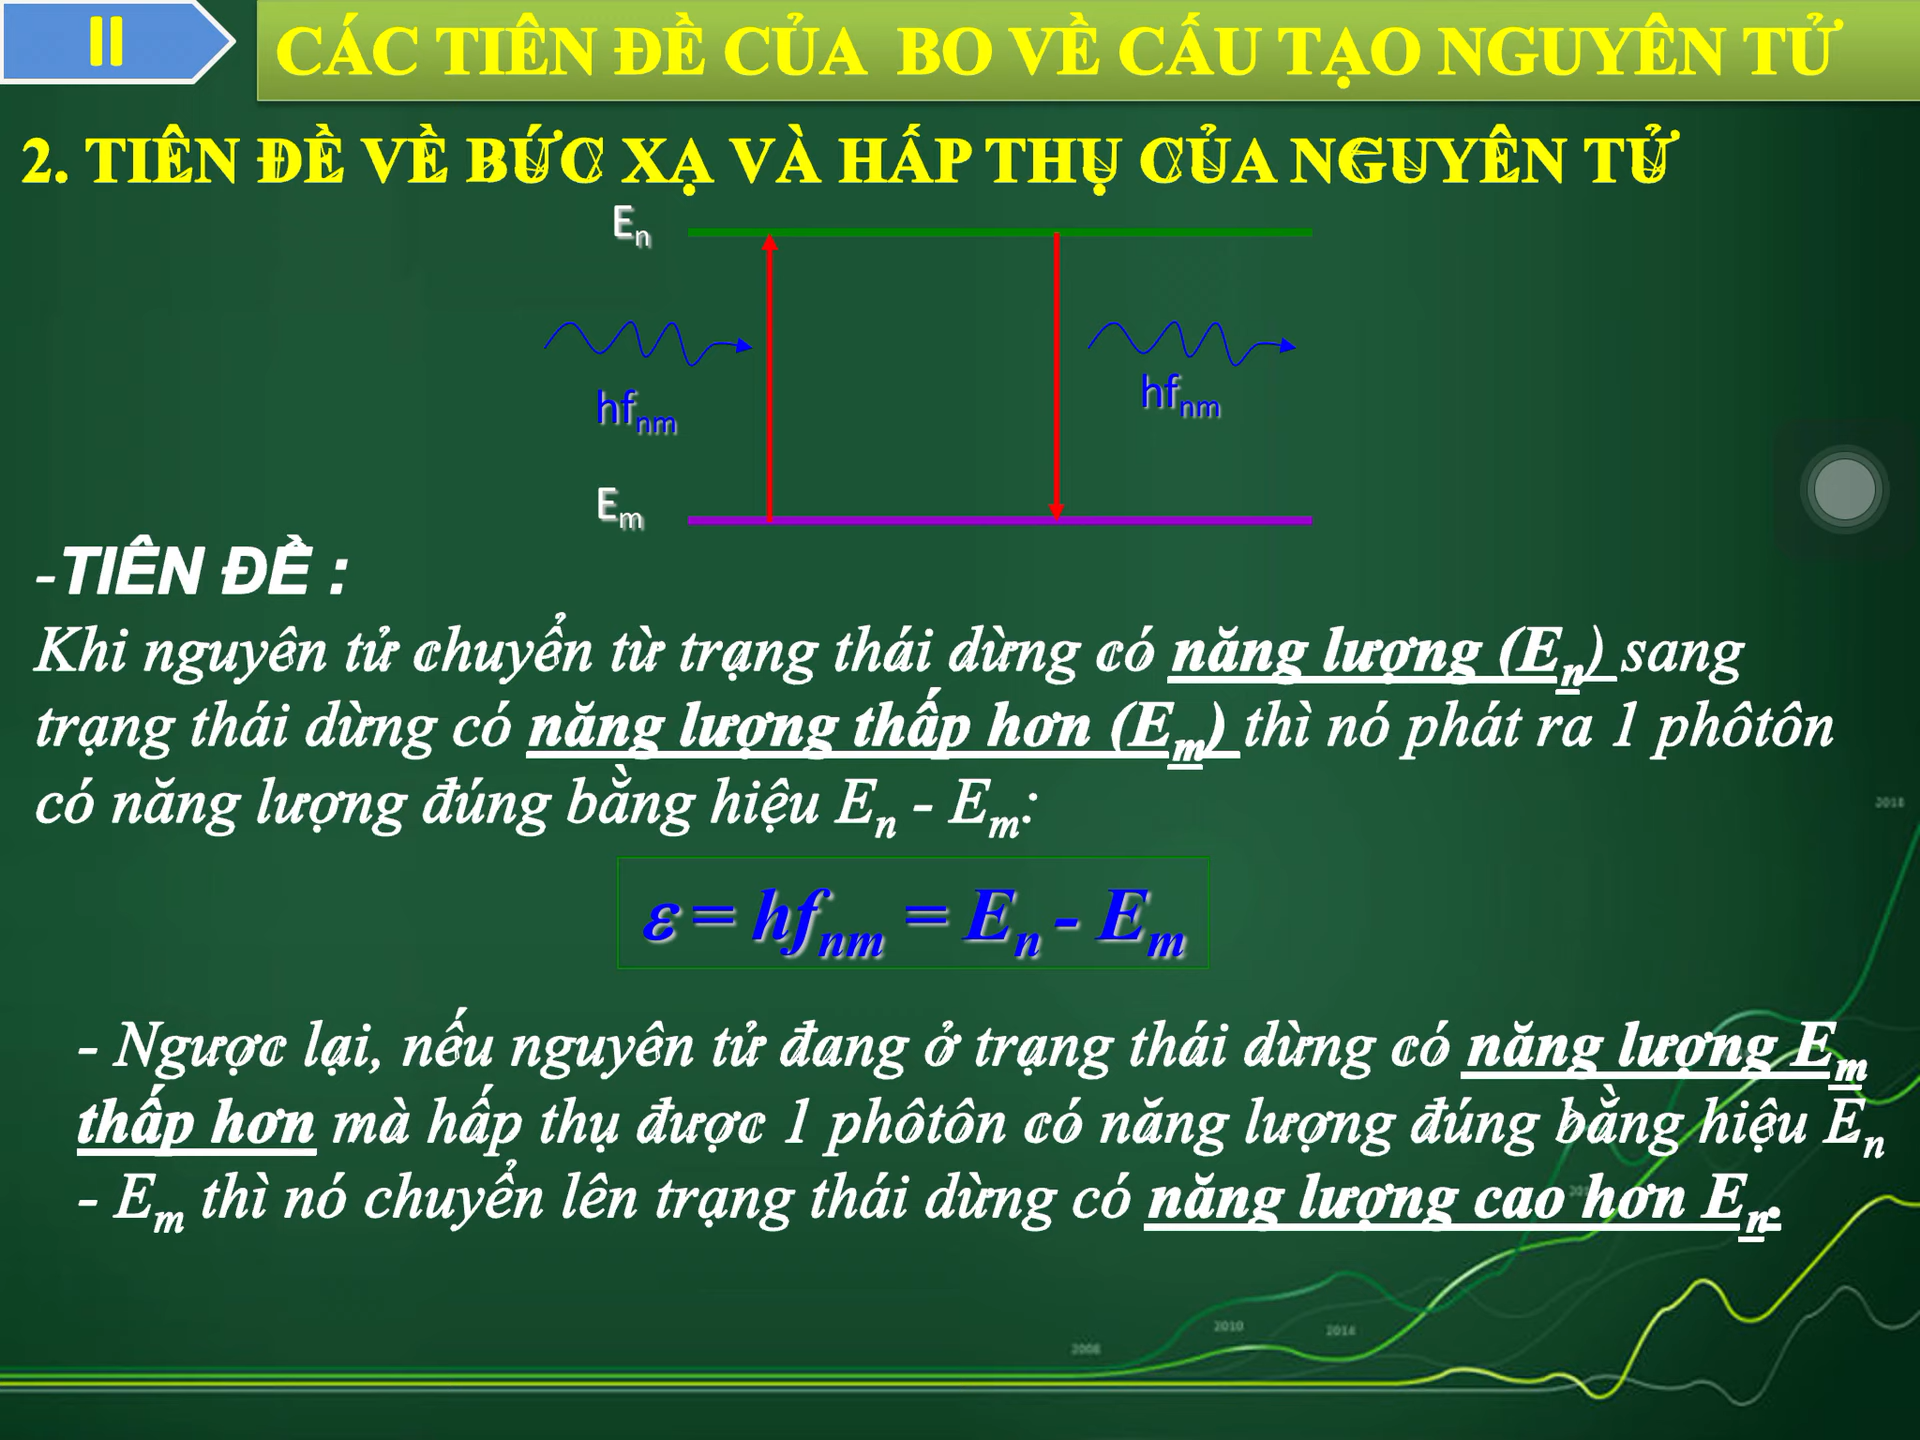 II
CÁC TIÊN ĐỀ CỦA BO VỀ CẤU TẠO NGUYÊN TỬ
2. TIÊN ĐỀ VỀ BỨC XẠ VÀ HẤP THỤ CỦA NGUYÊN TỬ
Eₙ
hfₙₘ
hfₙₘ
Eₘ
-TIÊN ĐỀ :
Khi nguyên tử chuyển từ trạng thái dừng có năng lượng (Eₙ) sang
trạng thái dừng có năng lượng thấp hơn (Eₘ) thì nó phát ra 1 phôtôn
có năng lượng đúng bằng hiệu Eₙ - Eₘ:
ε = hfₙₘ = Eₙ - Eₘ
- Ngược lại, nếu nguyên tử đang ở trạng thái dừng có năng lượng Eₘ
thấp hơn mà hấp thụ được 1 phôtôn có năng lượng đúng bằng hiệu Eₙ
- Eₘ thì nó chuyển lên trạng thái dừng có năng lượng cao hơn Eₙ.
2018
2010
2014
2008